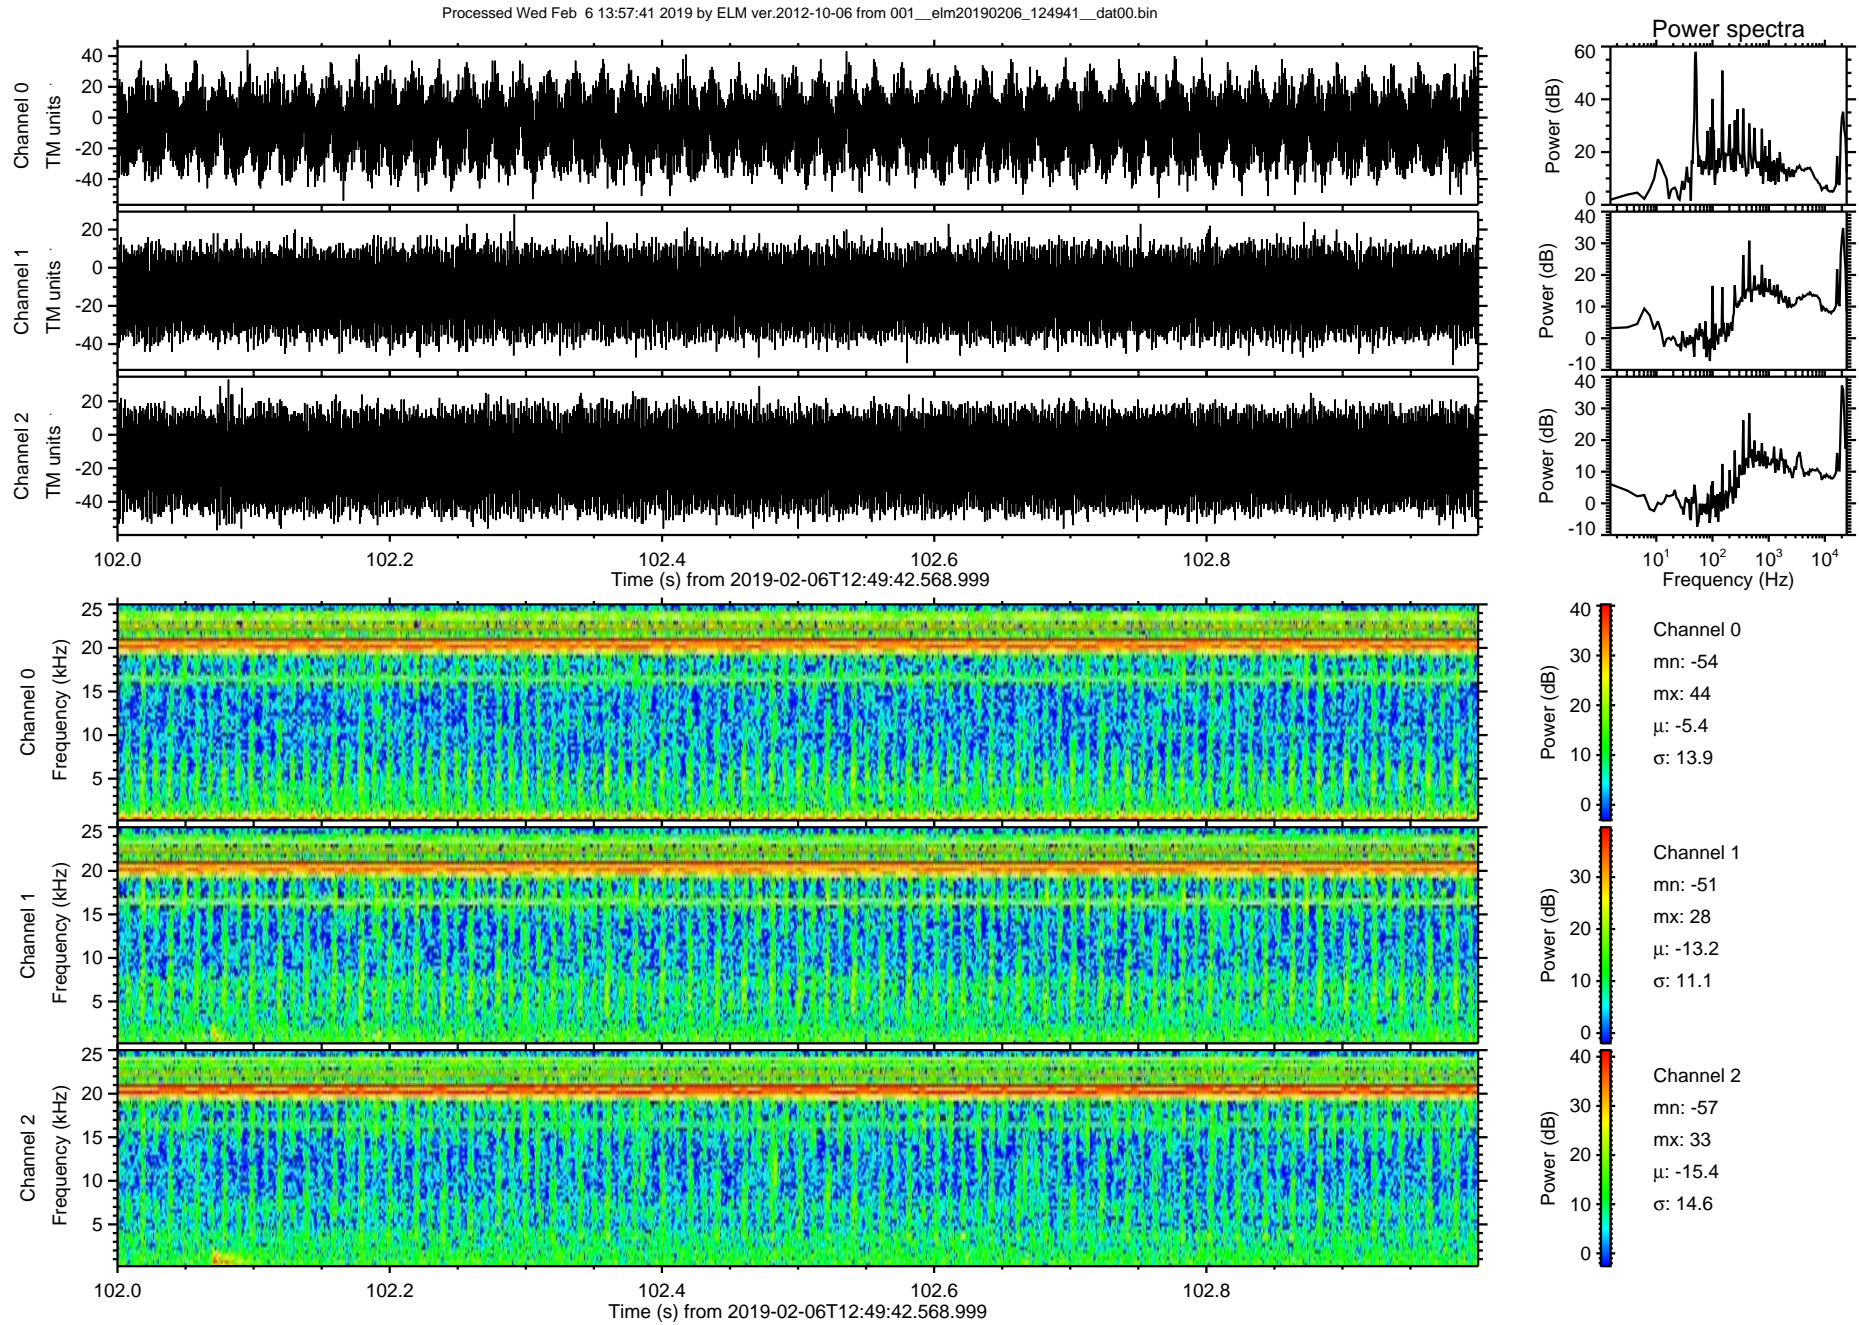 Processed Wed Feb  6 13:57:41 2019 by ELM ver.2012-10-06 from 001__elm20190206_124941__dat00.bin
Power spectra
Channel 0
TM units
40
20
0
-20
-40
Power (dB)
60
40
20
0
Channel 1
TM units
20
0
-20
-40
Power (dB)
40
30
20
10
0
-10
Channel 2
TM units
20
0
-20
-40
Power (dB)
40
30
20
10
0
-10
102.0 102.2 102.4 102.6 102.8
Time (s) from 2019-02-06T12:49:42.568.999
10^1 10^2 10^3 10^4
Frequency (Hz)
Channel 0
Frequency (kHz)
25
20
15
10
5
Power (dB)
40
30
20
10
0
Channel 0
mn: -54
mx: 44
μ: -5.4
σ: 13.9
Channel 1
Frequency (kHz)
25
20
15
10
5
Power (dB)
30
20
10
0
Channel 1
mn: -51
mx: 28
μ: -13.2
σ: 11.1
Channel 2
Frequency (kHz)
25
20
15
10
5
Power (dB)
40
30
20
10
0
Channel 2
mn: -57
mx: 33
μ: -15.4
σ: 14.6
102.0 102.2 102.4 102.6 102.8
Time (s) from 2019-02-06T12:49:42.568.999